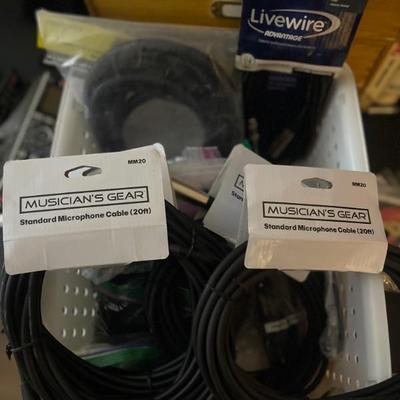 Livewire
ADVANTAGE
MM20
MUSICIAN'S GEAR
Standard Microphone Cable (20ft)
MM20
MUSICIAN'S GEAR
Standard Microphone Cable (20ft)